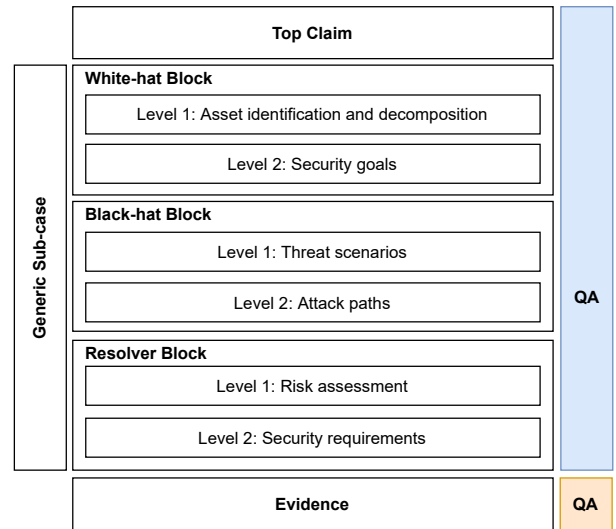 Top Claim
Generic Sub-case
White-hat Block
Level 1: Asset identification and decomposition
Level 2: Security goals
Black-hat Block
Level 1: Threat scenarios
Level 2: Attack paths
Resolver Block
Level 1: Risk assessment
Level 2: Security requirements
QA
Evidence
QA